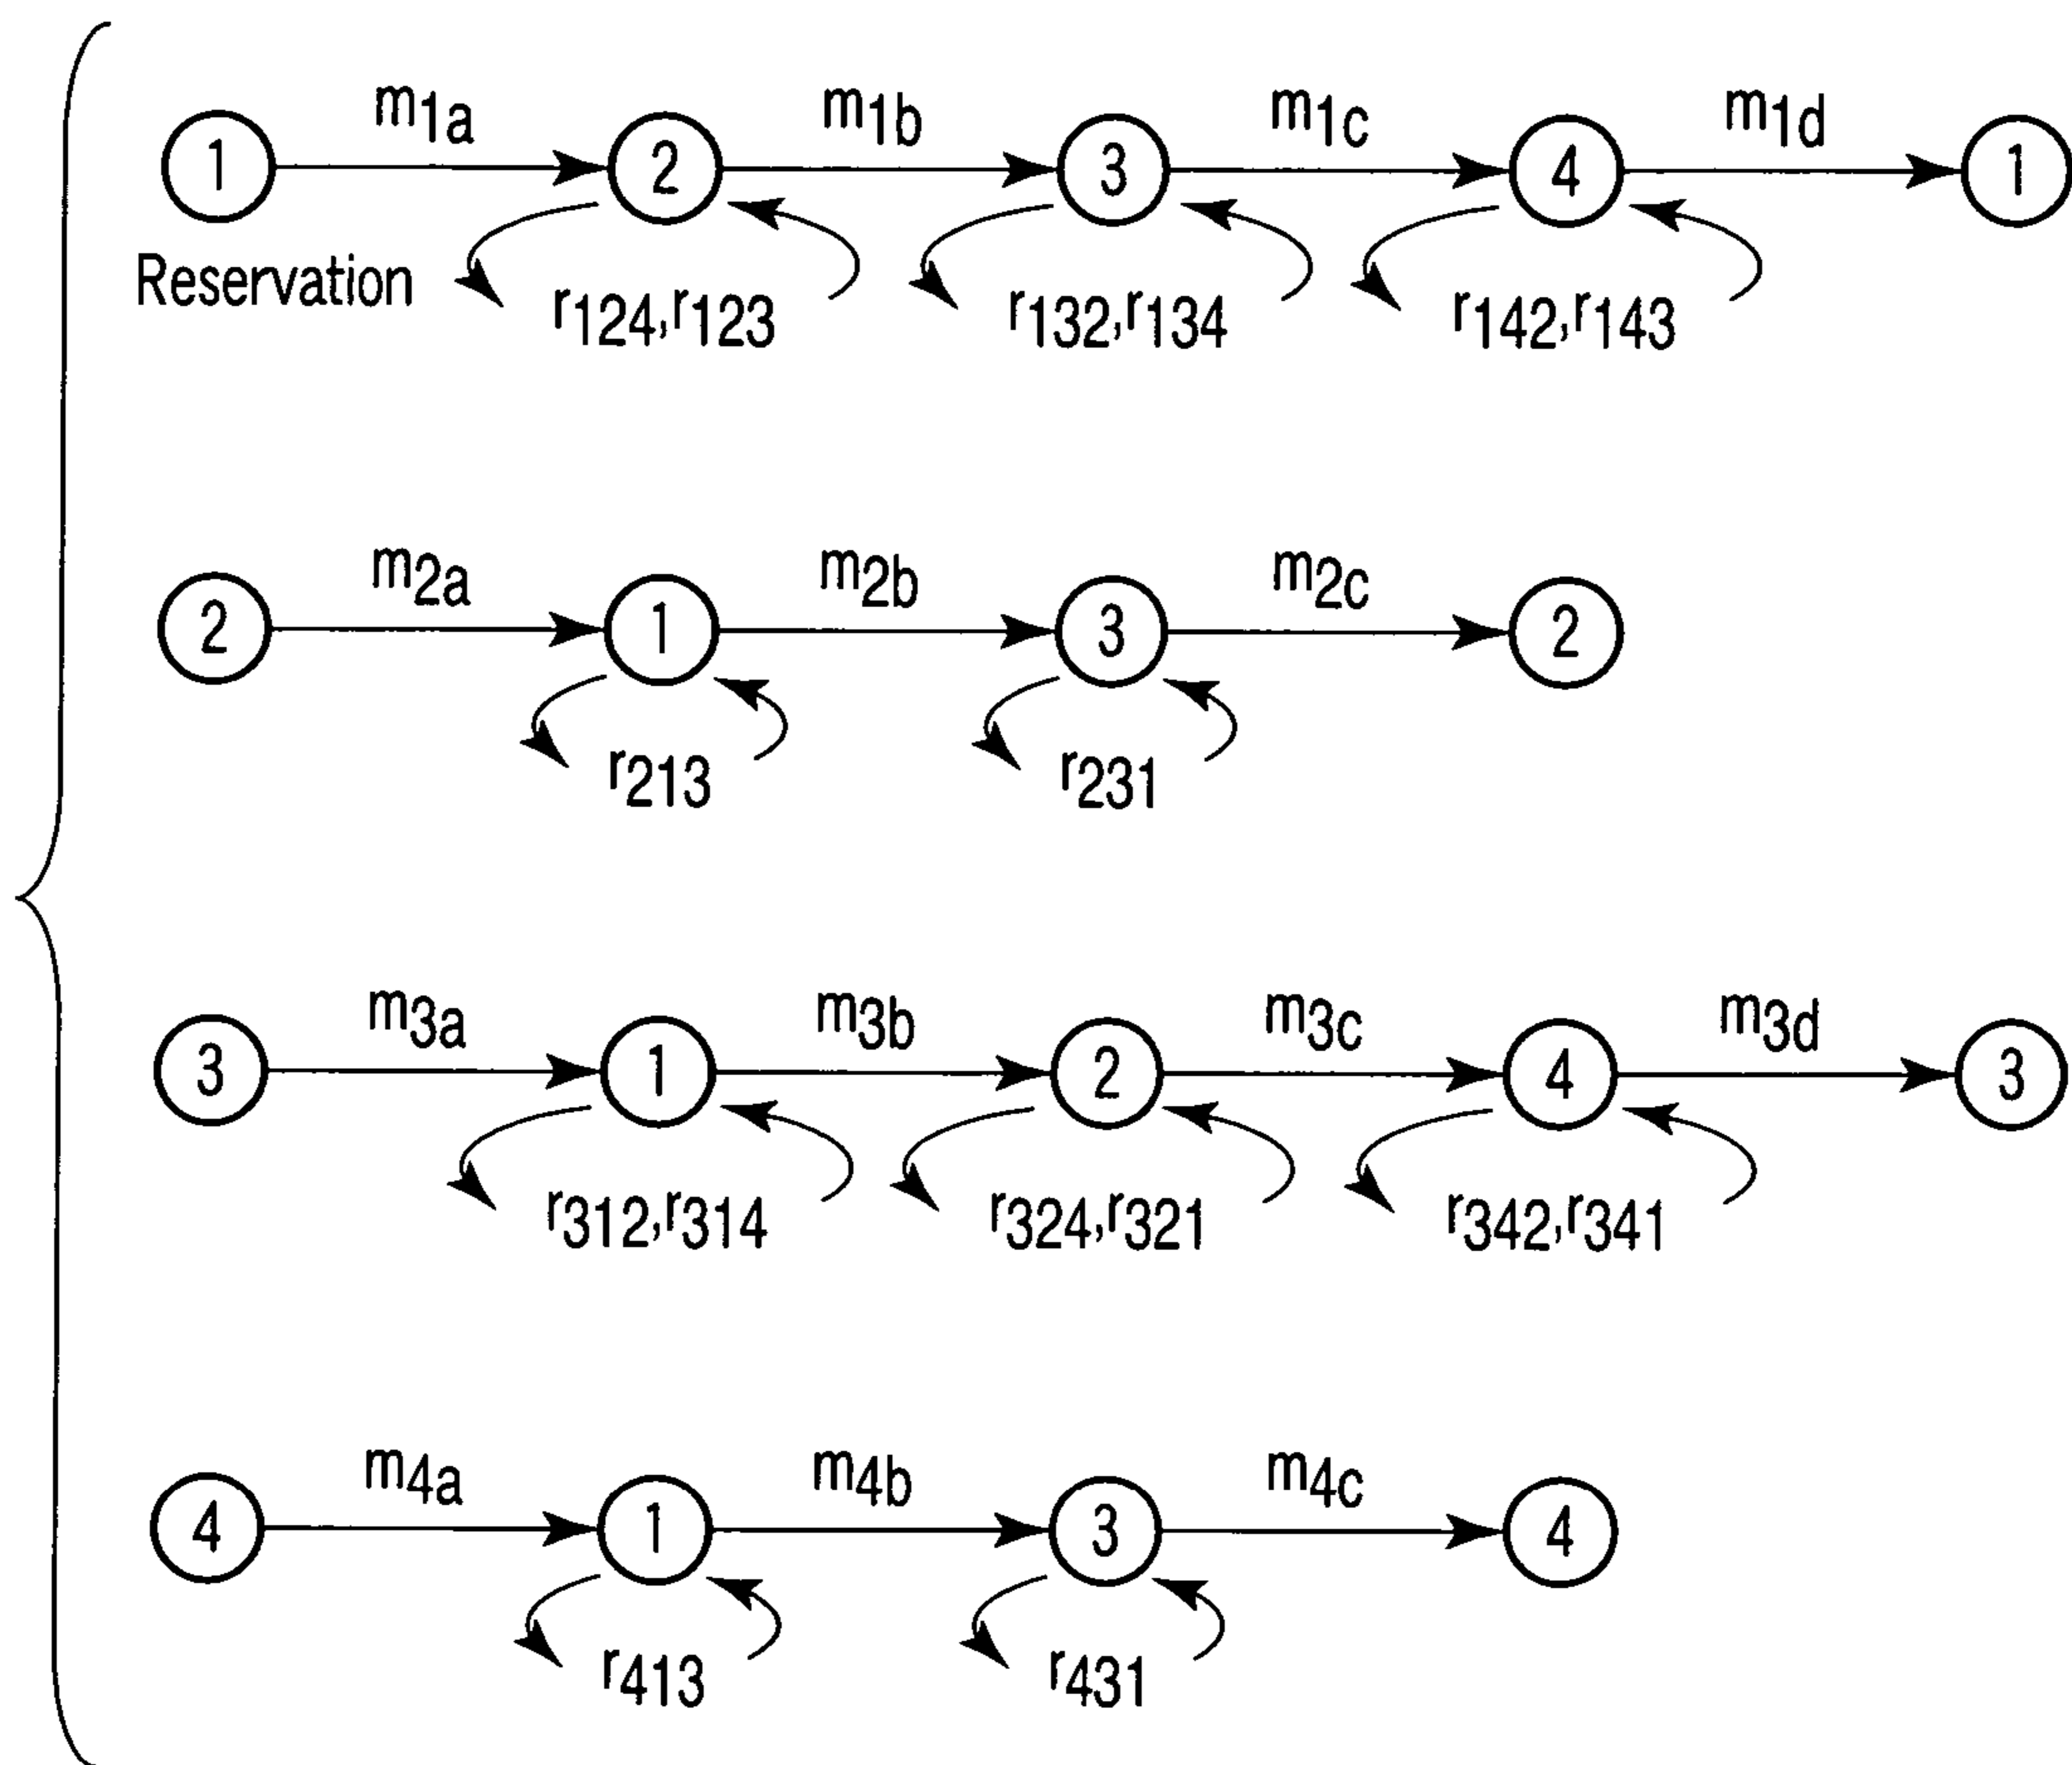 m1a m1b m1c m1d
1 2 3 4 1
Reservation r124,r123 r132,r134 r142,r143
m2a m2b m2c
2 1 3 2
r213 r231
m3a m3b m3c m3d
3 1 2 4 3
r312,r314 r324,r321 r342,r341
m4a m4b m4c
4 1 3 4
r413 r431